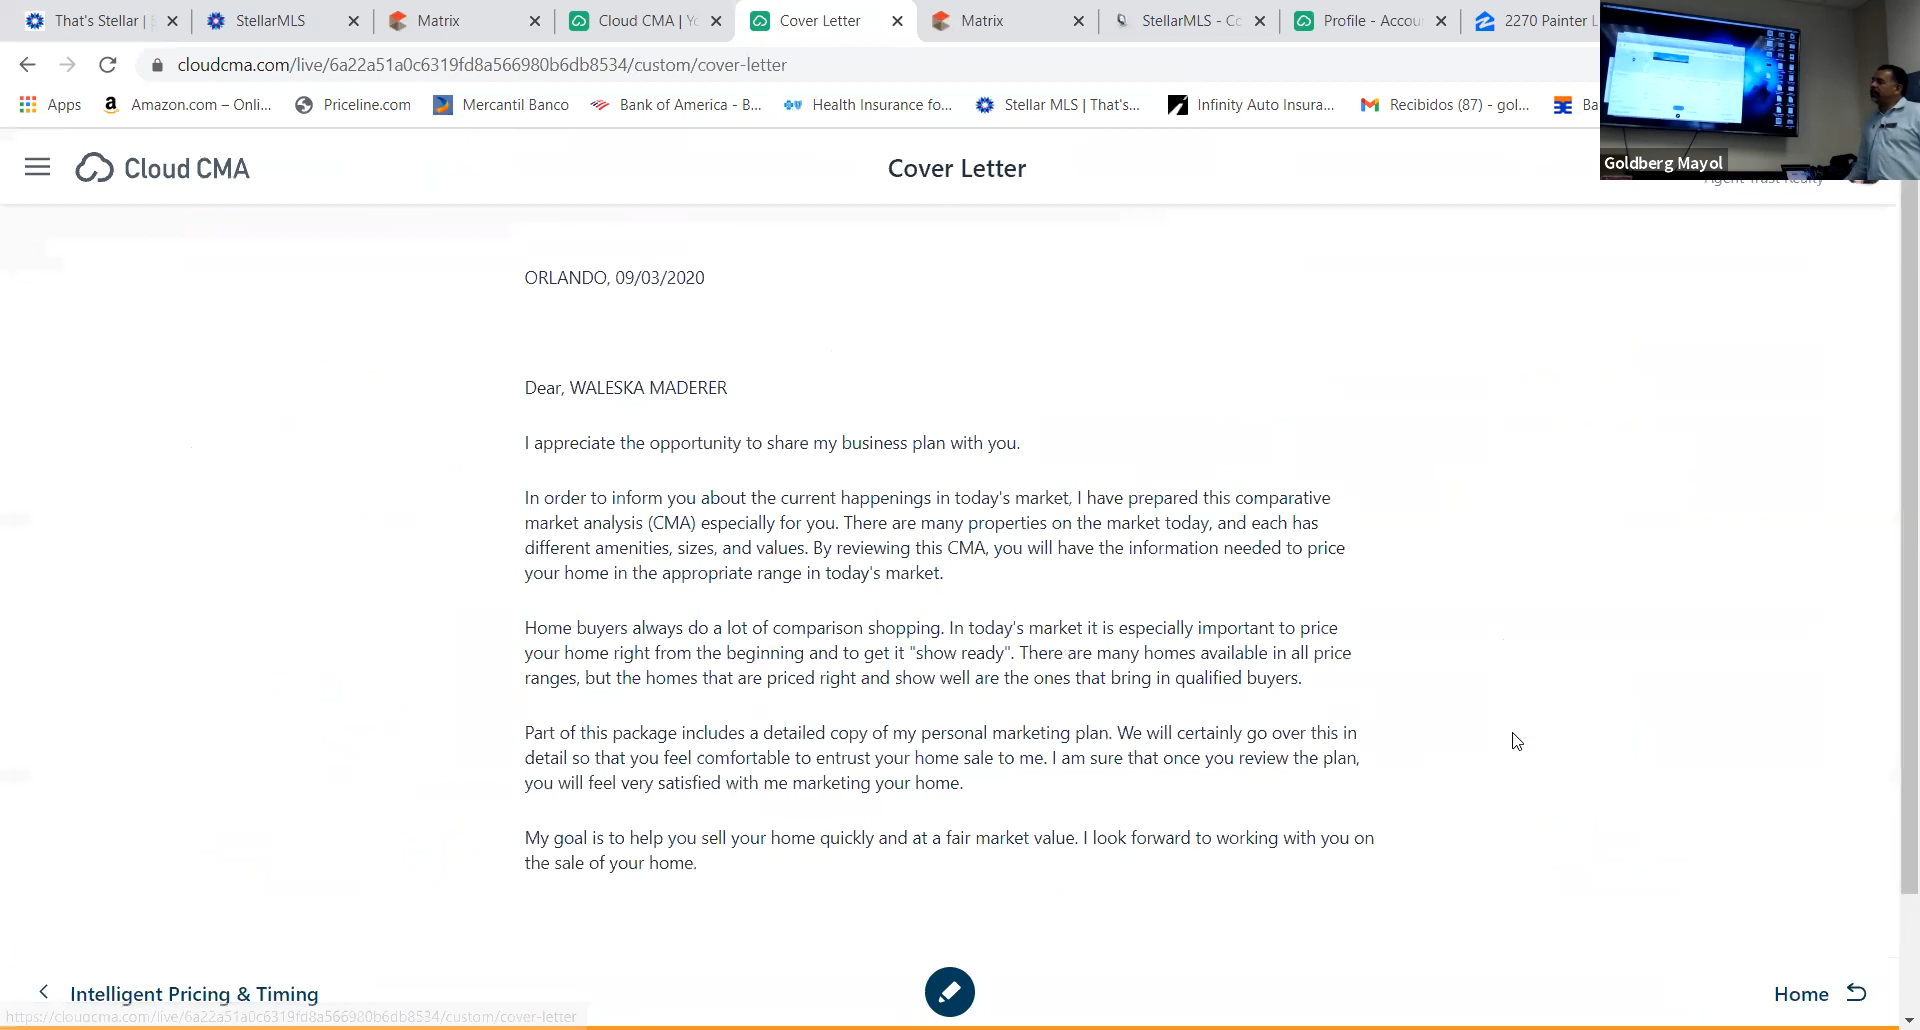 That's Stellar |
StellarMLS
Matrix
Cloud CMA | Yo
Cover Letter
Matrix
StellarMLS - Co
Profile - Accou
2270 Painter L
cloudcma.com/live/6a22a51a0c6319fd8a566980b6db8534/custom/cover-letter
Apps
Amazon.com – Onli...
Priceline.com
Mercantil Banco
Bank of America - B...
Health Insurance fo...
Stellar MLS | That's...
Infinity Auto Insura...
Recibidos (87) - gol...
Ba
Goldberg Mayol
Cloud CMA
Cover Letter
Agent Trust Realty
ORLANDO, 09/03/2020
Dear, WALESKA MADERER
I appreciate the opportunity to share my business plan with you.
In order to inform you about the current happenings in today's market, I have prepared this comparative
market analysis (CMA) especially for you. There are many properties on the market today, and each has
different amenities, sizes, and values. By reviewing this CMA, you will have the information needed to price
your home in the appropriate range in today's market.
Home buyers always do a lot of comparison shopping. In today's market it is especially important to price
your home right from the beginning and to get it "show ready". There are many homes available in all price
ranges, but the homes that are priced right and show well are the ones that bring in qualified buyers.
Part of this package includes a detailed copy of my personal marketing plan. We will certainly go over this in
detail so that you feel comfortable to entrust your home sale to me. I am sure that once you review the plan,
you will feel very satisfied with me marketing your home.
My goal is to help you sell your home quickly and at a fair market value. I look forward to working with you on
the sale of your home.
Intelligent Pricing & Timing
Home
https://cloudcma.com/live/6a22a51a0c6319fd8a566980b6db8534/custom/cover-letter